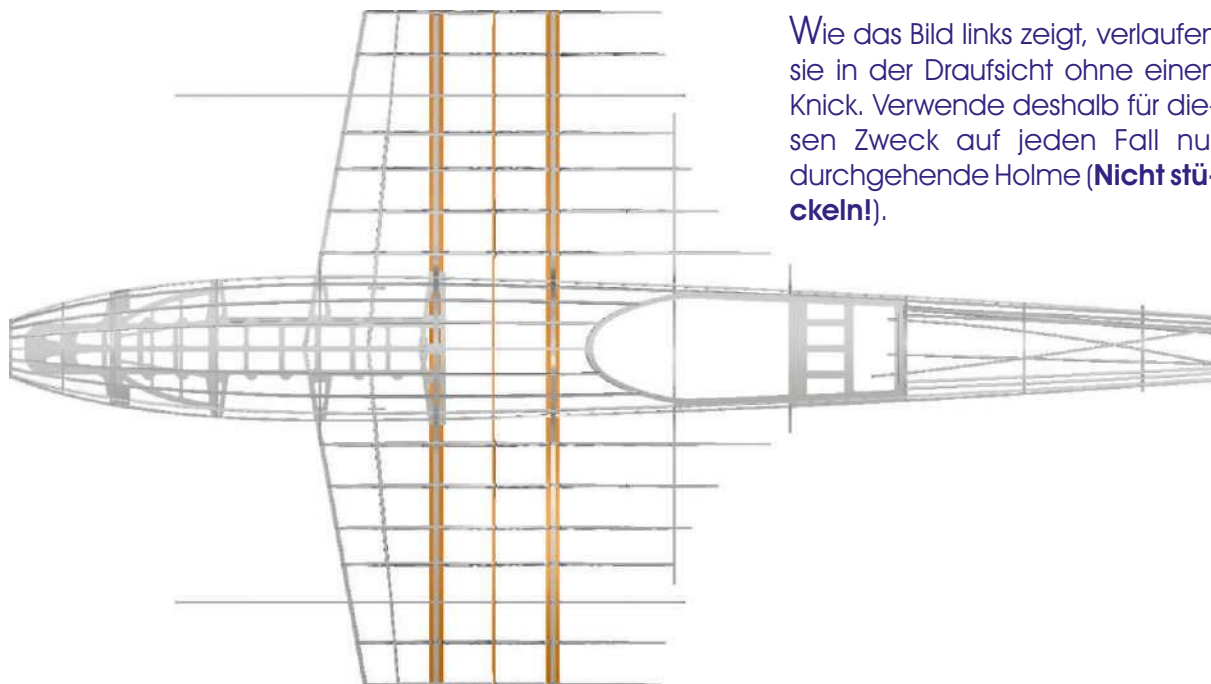 Wie das Bild links zeigt, verlaufen
sie in der Draufsicht ohne einen
Knick. Verwende deshalb für die-
sen Zweck auf jeden Fall nu
durchgehende Holme (Nicht stü-
ckeln!).